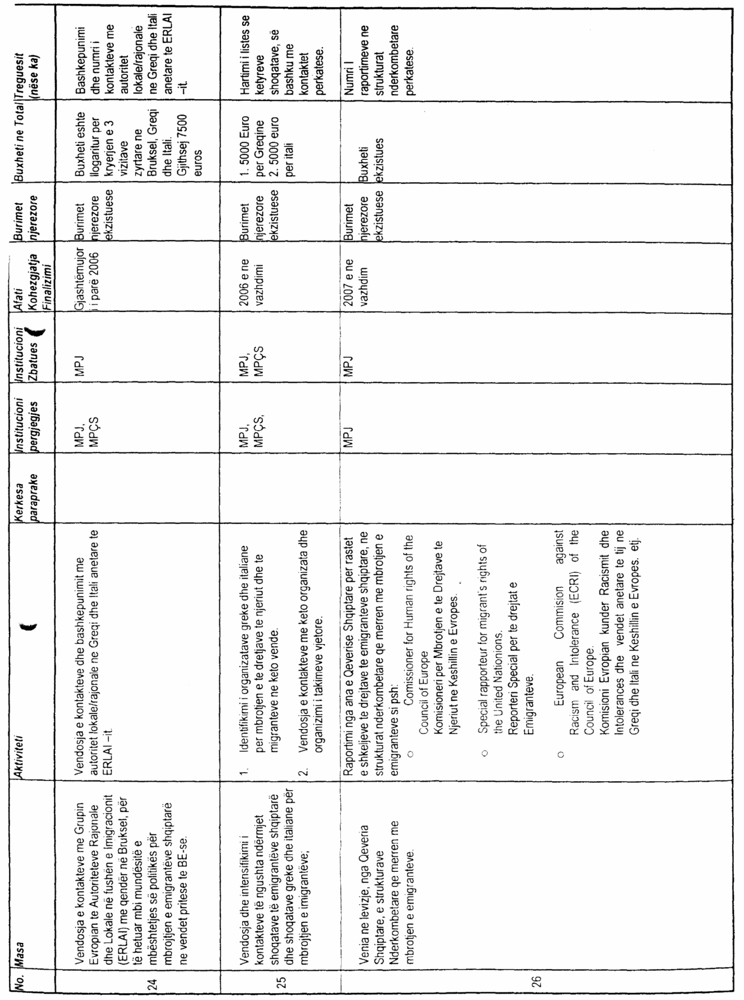 No.
Masa
Aktiviteti
Kerkesa
paraprake
Institucioni
pergjegjes
Institucioni
Zbatues
Afati
Kohezgjatja
Finalizimi
Burimet
njerezore
Buxheti ne Total
Treguesit
(nëse ka)
24
Vendosja e kontakteve me Grupin
Evropian te Autoriteteve Rajonale
dhe Lokale në fushën e Imigracionit
(ERLAI) me qendër në Bruksel, për
të hetuar mbi mundësitë e
mbështetjes së politikës për
mbrojtjen e emigrantëve shqiptarë
ne vendet pritese te BE-se.
Vendosja e kontakteve dhe bashkepunimit me
autoritet lokale/rajonale ne Greqi dhe Itali anetare te
ERLAI –it.
MPJ,
MPÇS
MPJ
Gjashtëmujor
i i parë 2006
Burimet
njerezore
ekzistuese
Buxheti eshte
llogaritur per
kryerjen e 3
vizitave
zyrtare ne
Bruksel, Greqi
dhe Itali.
Gjithsej 7500
euros
Bashkepunimi
dhe numri i
kontakteve me
autoritet
lokale/rajonale
ne Greqi dhe Itali
anetare te ERLAI
–it.
25
Vendosja dhe intensifikimi i
kontakteve të ngushta ndërmjet
shoqatave të emigrantëve shqiptarë
dhe shoqatave greke dhe italiane për
mbrojtjen e imigrantëve;
1. Identifikimi i organizatave greke dhe italiane
per mbrotjen e te dretjave te njeriut dhe te
migranteve ne keto vende.
2. Vendosja e kontakteve me keto organizata dhe
organizimi i takimeve vjetore.
MPJ,
MPÇS,
MPJ,
MPÇS
2006 e ne
vazhdimi
Burimet
njerezore
ekzistuese
1. 5000 Euro
per Greqine
2. 5000 euro
per itali
Hartimi i listes se
ketyreve
shoqatave, së
bashku me
kontaktet
perkatese.
26
Venia ne levizje, nga Qeveria
Shqiptare, e strukturave
Nderkombetare qe merren me
mbrotjen e emigranteve.
Raportimi nga ana e Qeverise Shqiptare per rastet
e shkeljeve te drejtave te emigranteve shqiptare, ne
strukturat nderkombetare qe merren me mbrotjen e
emigranteve si psh:
○ Comissioner for Human rights of the
Council of Europe
Komisioneri per Mbrotjen e te Drejtave te
Njeriut ne Keshillin e Evropes.
○ Special rapporteur for migrant's rights of
the United Nationions.
Reporteri Special per te drejtat e
Emigranteve.
○ European Commision against
Racism and Intolerance (ECRI) of the
Council of Europe.
Komisioni Evropian kunder Racismit dhe
Intolerances dhe vendet anetare te tij ne
Greqi dhe Itali ne Keshillin e Evropes. etj.
MPJ
MPJ
2007 e ne
vazhdim
Burimet
njerezore
ekzistuese
Buxheti
ekzistues
Numri I
raportimeve ne
strukturat
nderkombetare
perkatese.